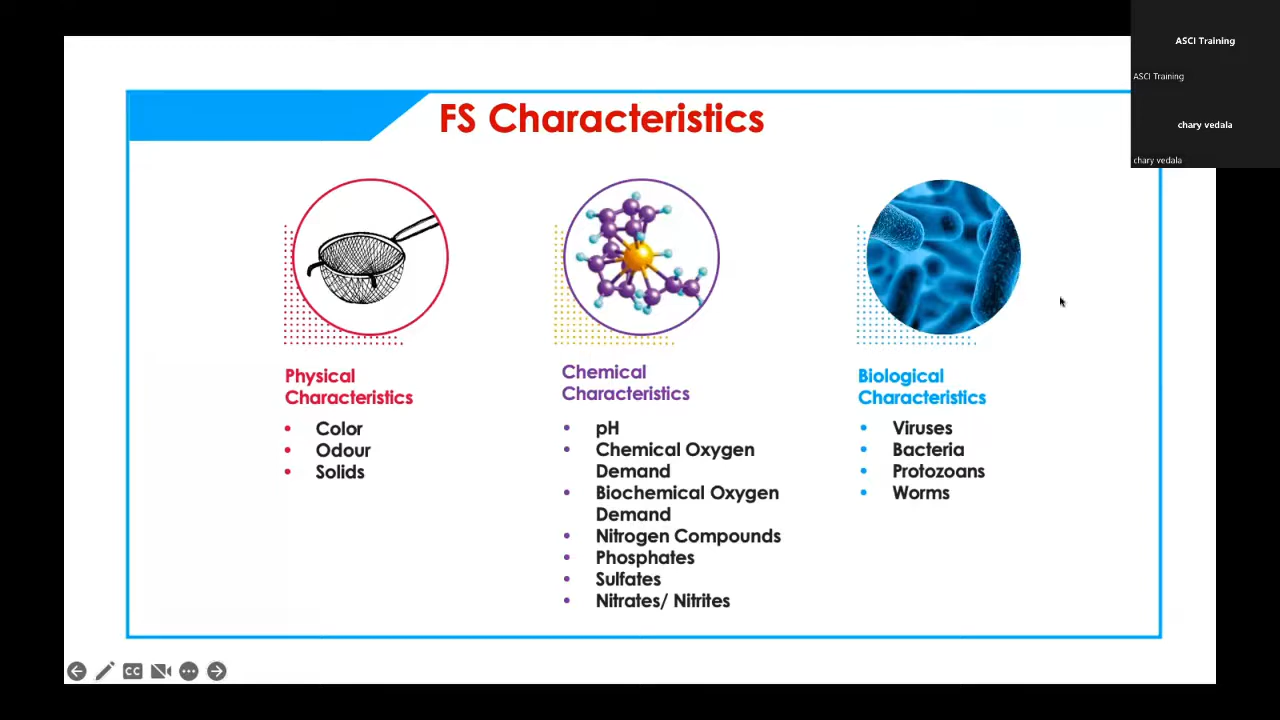 ASCI Training
ASCI Training
chary vedala
chary vedala
FS Characteristics
Physical
Characteristics
• Color
• Odour
• Solids
Chemical
Characteristics
• pH
• Chemical Oxygen
Demand
• Biochemical Oxygen
Demand
• Nitrogen Compounds
• Phosphates
• Sulfates
• Nitrates/ Nitrites
Biological
Characteristics
• Viruses
• Bacteria
• Protozoans
• Worms
CC